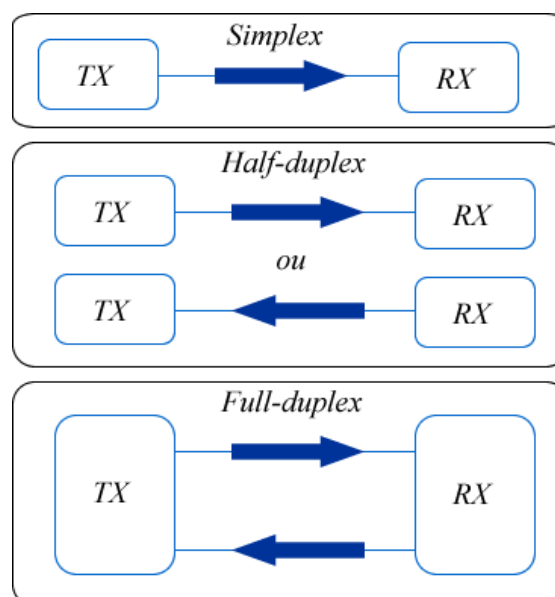 Simplex
TX RX
Half-duplex
TX RX
ou
TX RX
Full-duplex
TX RX